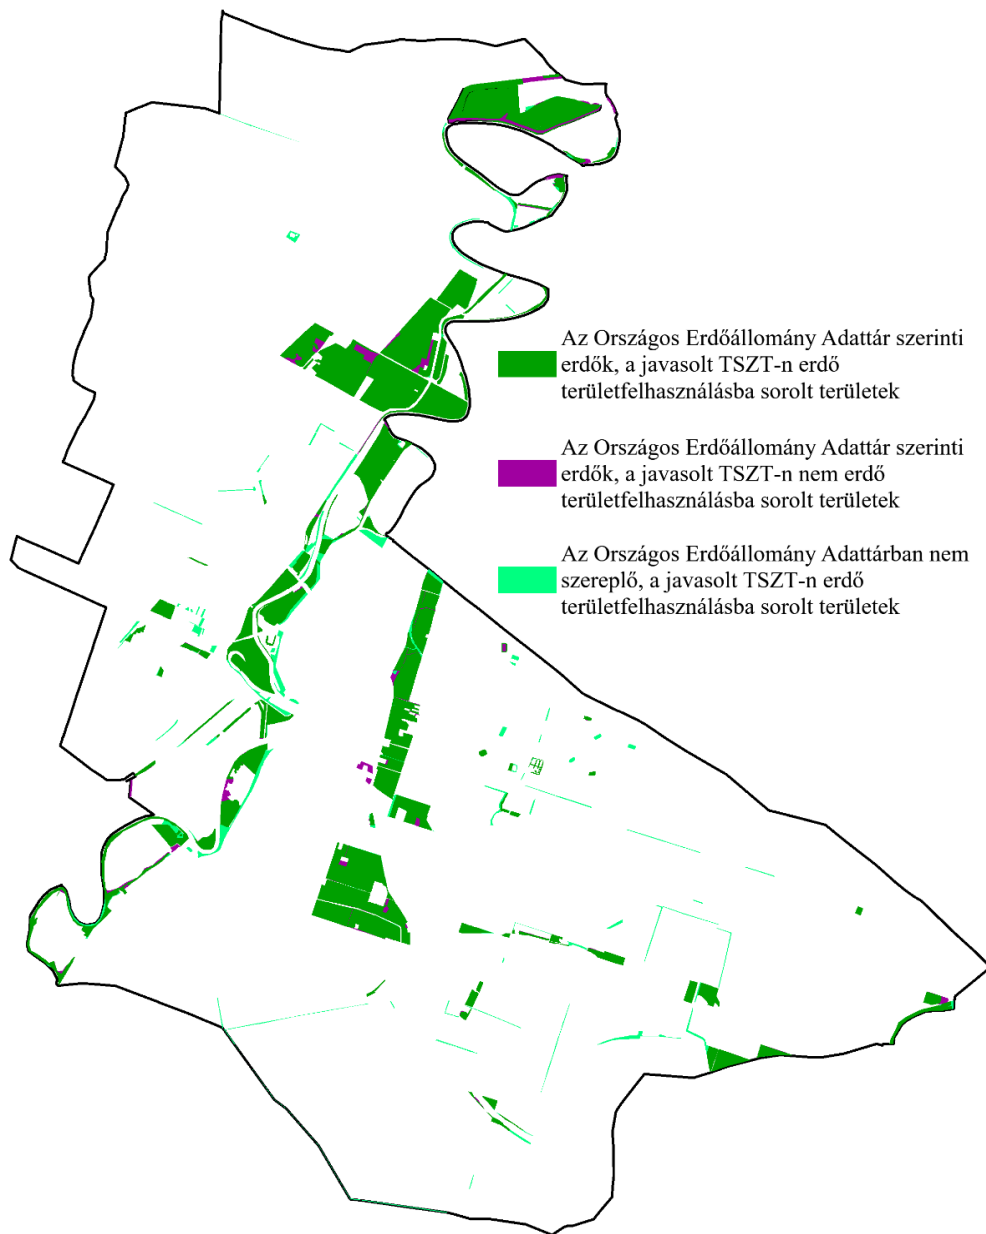 Az Országos Erdőállomány Adattár szerinti
erdők, a javasolt TSZT-n erdő
területfelhasználásba sorolt területek
Az Országos Erdőállomány Adattár szerinti
erdők, a javasolt TSZT-n nem erdő
területfelhasználásba sorolt területek
Az Országos Erdőállomány Adattárban nem
szereplő, a javasolt TSZT-n erdő
területfelhasználásba sorolt területek